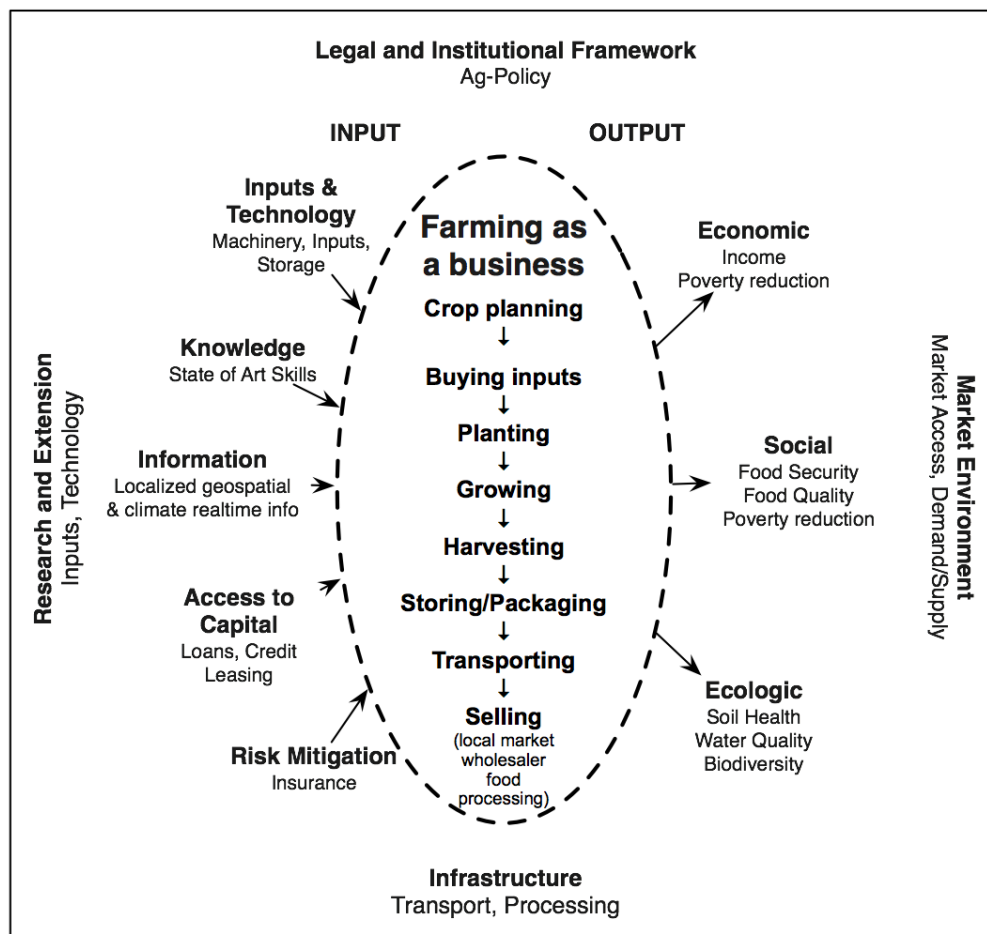 Legal and Institutional Framework
Ag-Policy
INPUT
OUTPUT
Inputs &
Technology
Machinery, Inputs,
Storage
Knowledge
State of Art Skills
Information
Localized geospatial
& climate realtime info
Access to
Capital
Loans, Credit
Leasing
Risk Mitigation
Insurance
Research and Extension
Inputs, Technology
Farming as
a business
Crop planning
↓
Buying inputs
↓
Planting
↓
Growing
↓
Harvesting
↓
Storing/Packaging
↓
Transporting
↓
Selling
(local market
wholesaler
food
processing)
Economic
Income
Poverty reduction
Social
Food Security
Food Quality
Poverty reduction
Ecologic
Soil Health
Water Quality
Biodiversity
Market Environment
Market Access, Demand/Supply
Infrastructure
Transport, Processing